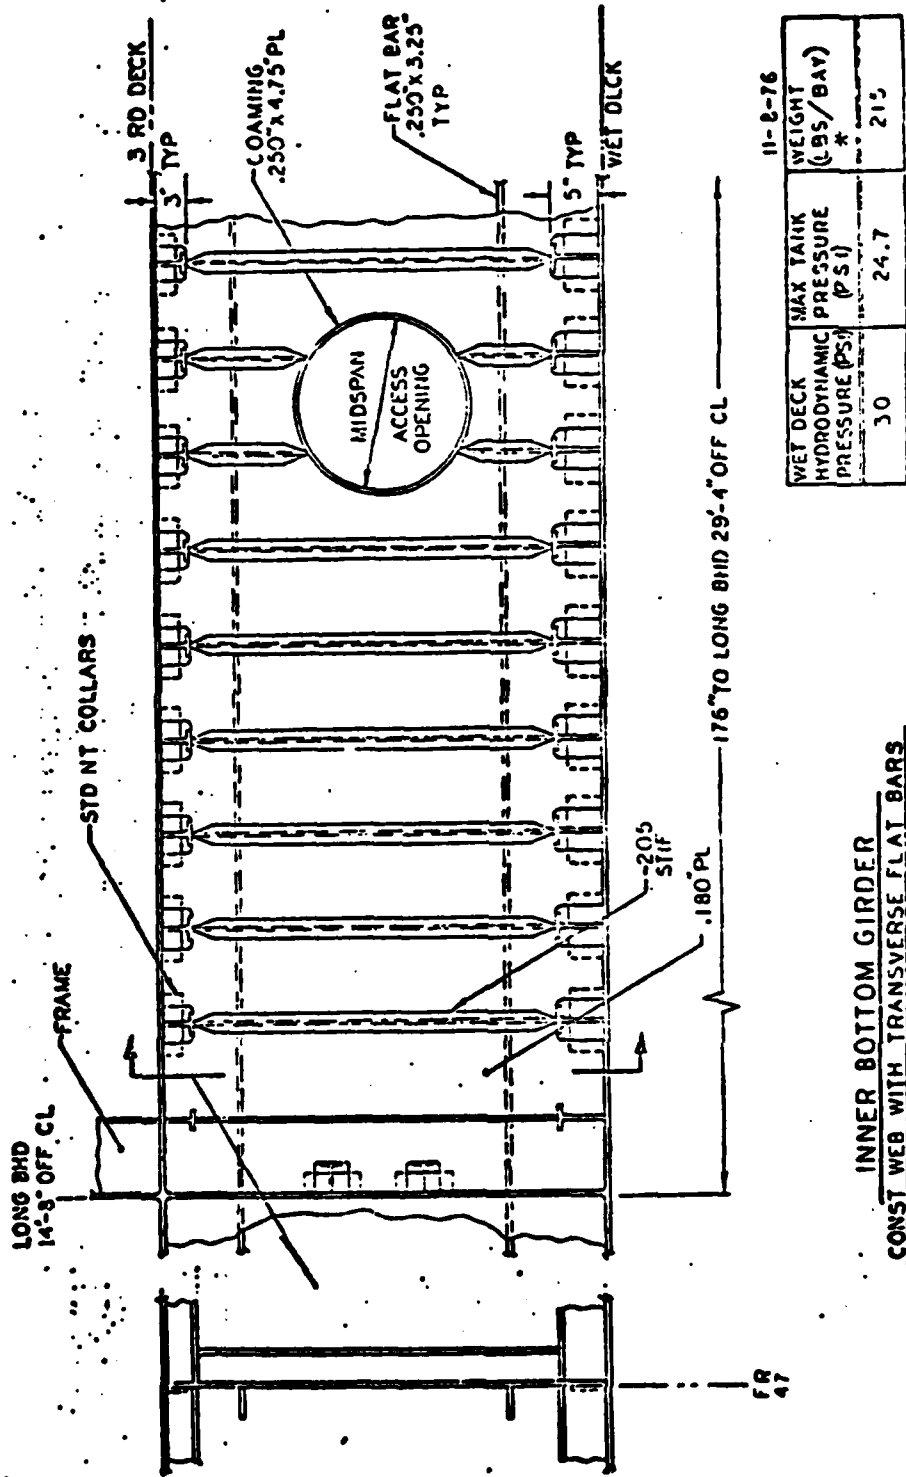 LONG BHD
14'-8" OFF CL
FRAME
STD NT COLLARS
3 RD DECK
3" TYP
COAMING
.250" X 4.75" PL
FLAT BAR
.250" X 3.25"
TYP
MIDSPAN
ACCESS
OPENING
5" TYP
WET DECK
-205
STIF
.180" PL
176" TO LONG BHD 29'-4" OFF CL
FR
47
INNER BOTTOM GIRDER
CONST WEB WITH TRANSVERSE FLAT BARS
11-2-76
WET DECK
HYDRODYNAMIC
PRESSURE (PSI)
MAX TANK
PRESSURE
(PSI)
WEIGHT
(LBS/BAY)
*
30
24.7
215